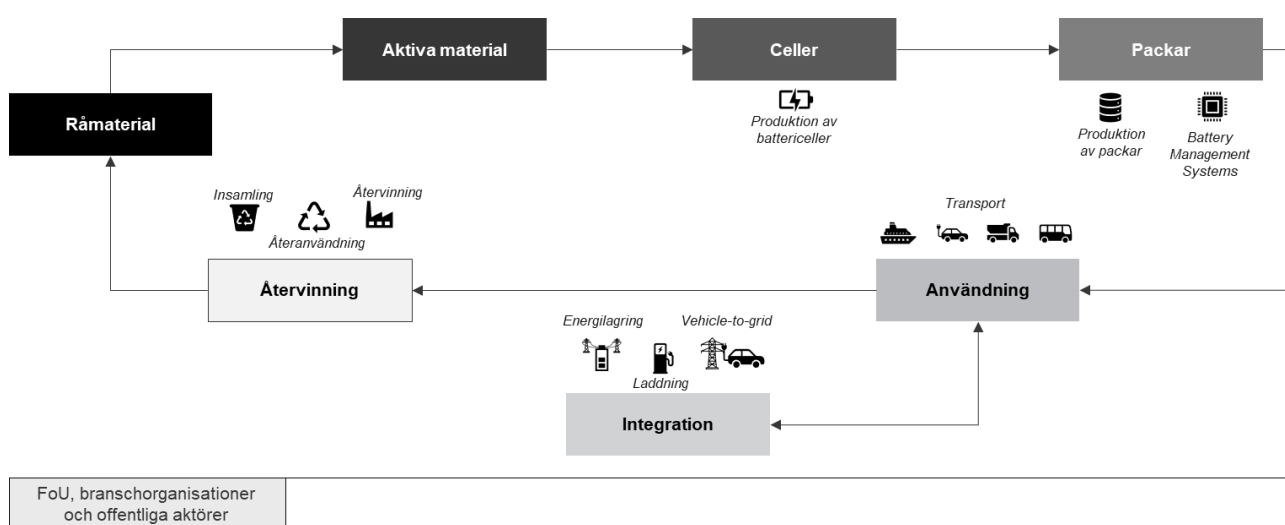 Aktiva material
Celler
Packar
Råmaterial
Produktion av
battericeller
Produktion
av packar
Battery
Management
Systems
Insamling
Återvinning
Återanvändning
Transport
Återvinning
Användning
Energilagring
Vehicle-to-grid
Laddning
Integration
FoU, branschorganisationer
och offentliga aktörer